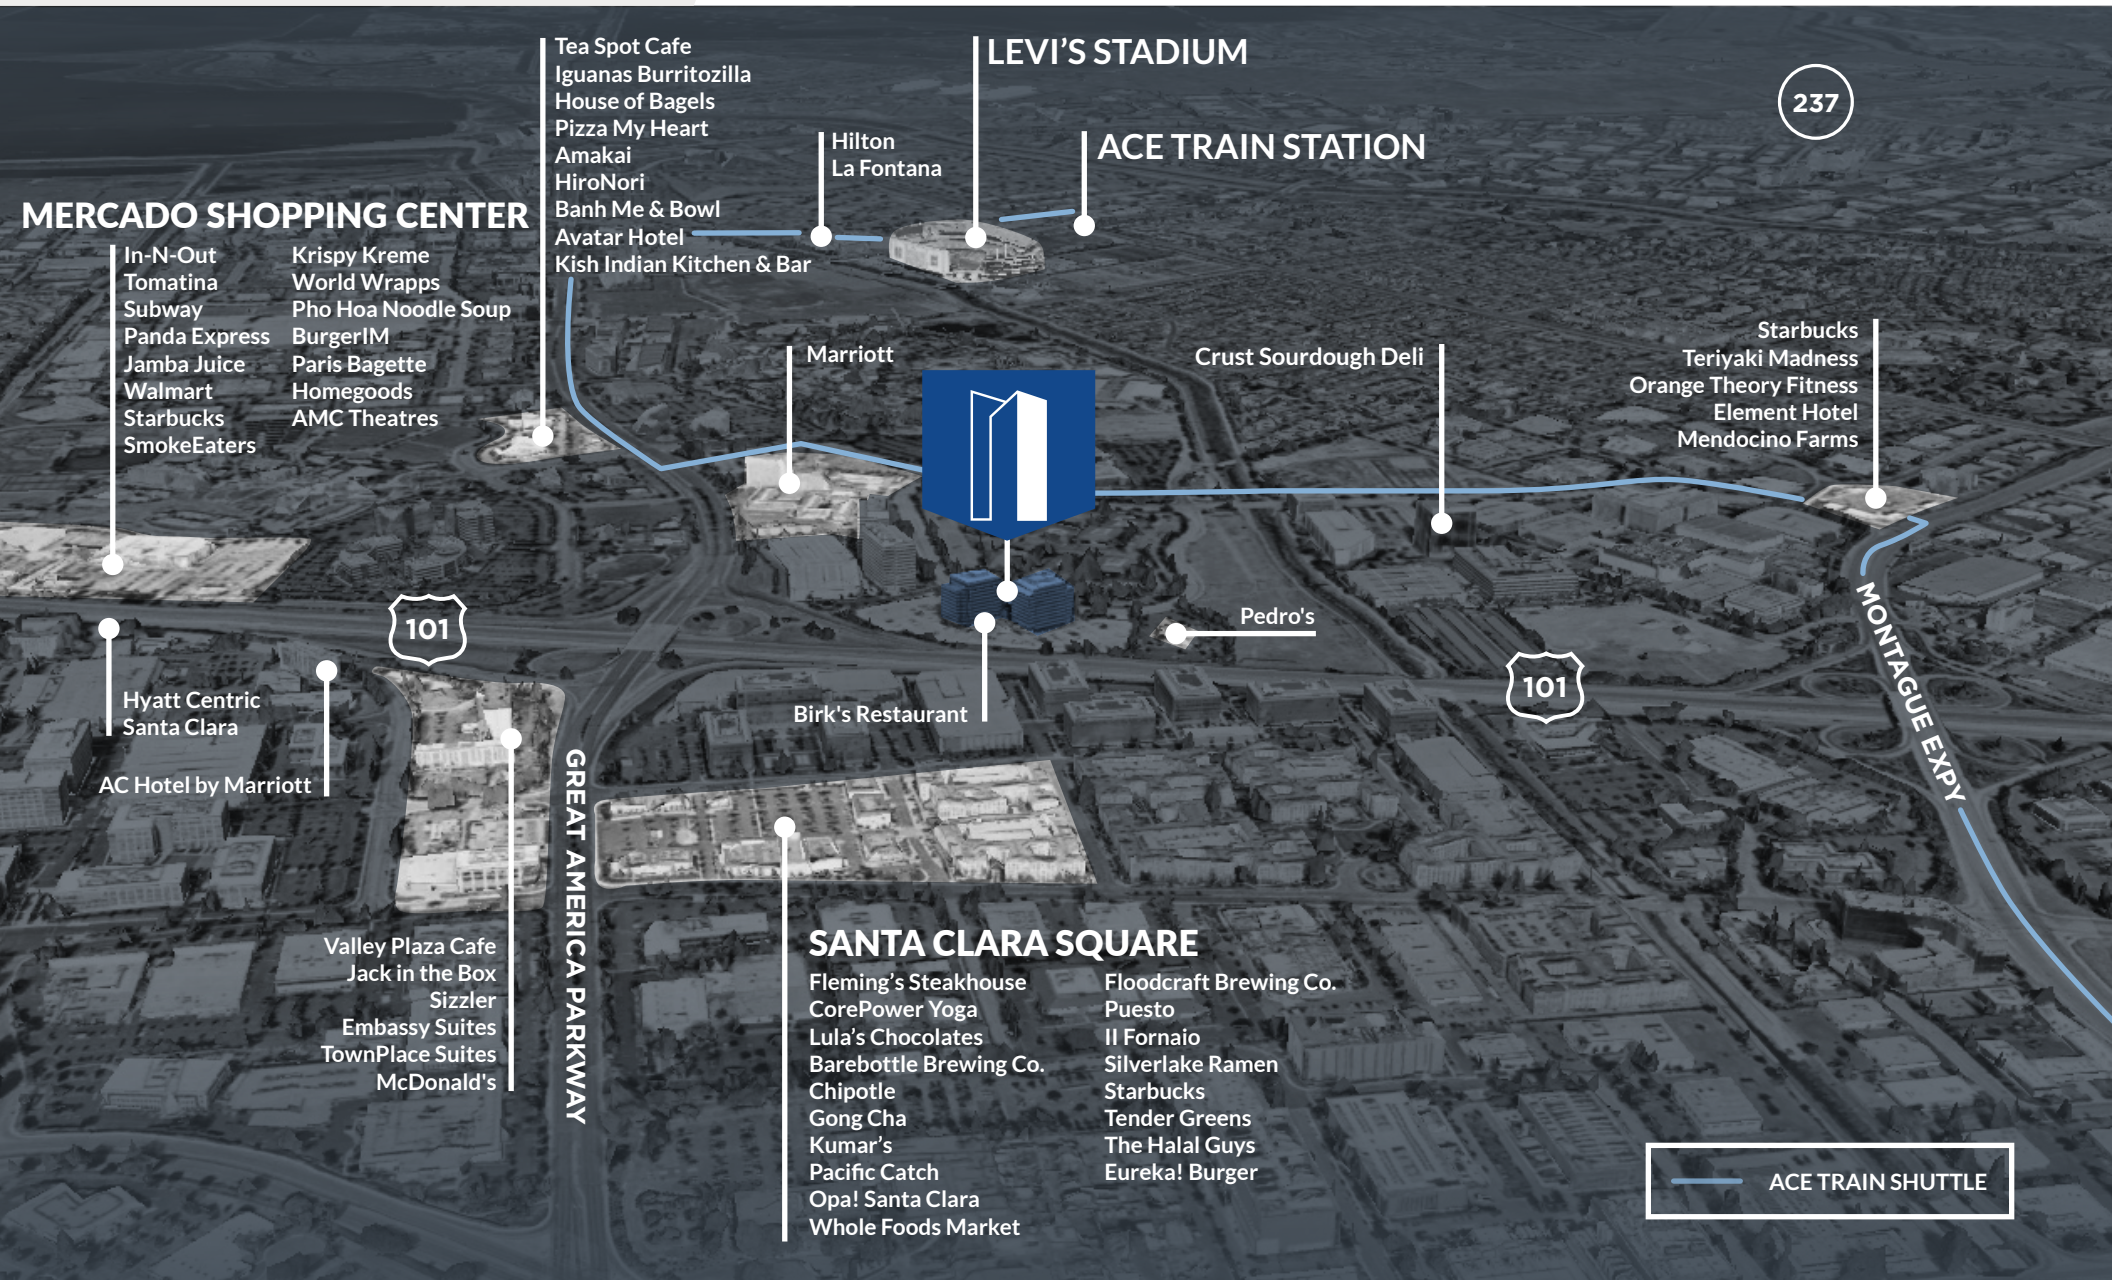 Tea Spot Cafe
Iguanas Burritozilla
House of Bagels
Pizza My Heart
Amakai
HiroNori
Banh Me & Bowl
Avatar Hotel
Kish Indian Kitchen & Bar
LEVI'S STADIUM
237
Hilton
La Fontana
ACE TRAIN STATION
MERCADO SHOPPING CENTER
In-N-Out
Tomatina
Subway
Panda Express
Jamba Juice
Walmart
Starbucks
SmokeEaters
Krispy Kreme
World Wrapps
Pho Hoa Noodle Soup
BurgerIM
Paris Bagette
Homegoods
AMC Theatres
Marriott
Crust Sourdough Deli
Starbucks
Teriyaki Madness
Orange Theory Fitness
Element Hotel
Mendocino Farms
101
Pedro's
101
MONTAGUE EXPY
Hyatt Centric
Santa Clara
Birk's Restaurant
AC Hotel by Marriott
GREAT AMERICA PARKWAY
Valley Plaza Cafe
Jack in the Box
Sizzler
Embassy Suites
TownPlace Suites
McDonald's
SANTA CLARA SQUARE
Fleming's Steakhouse
CorePower Yoga
Lula's Chocolates
Barebottle Brewing Co.
Chipotle
Gong Cha
Kumar's
Pacific Catch
Opa! Santa Clara
Whole Foods Market
Floodcraft Brewing Co.
Puesto
Il Fornaio
Silverlake Ramen
Starbucks
Tender Greens
The Halal Guys
Eureka! Burger
ACE TRAIN SHUTTLE